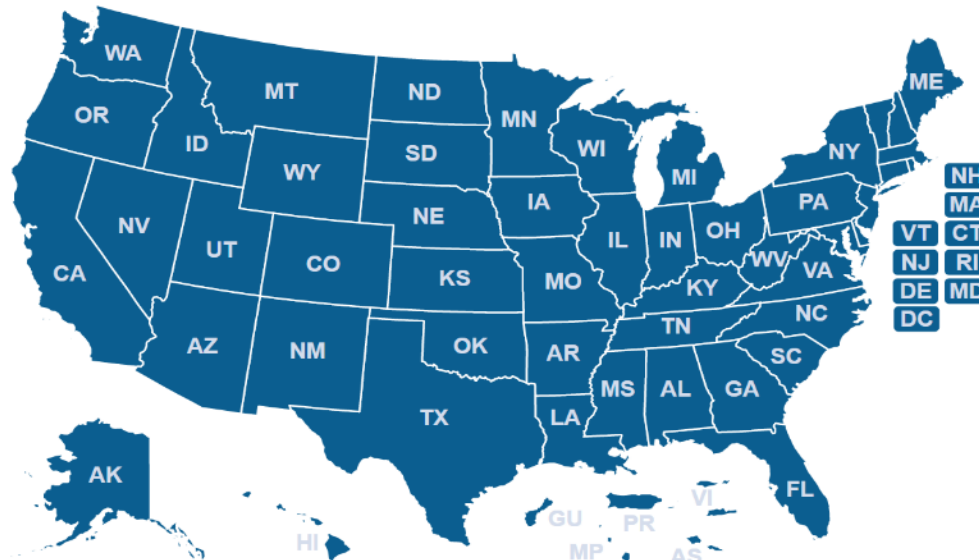 WA
MT
ND
MN
ME
OR
ID
SD
WI
NY
WY
MI
NH
NE
IA
PA
MA
NV
UT
CO
IL
IN
OH
VT
CT
CA
KS
MO
WV
VA
NJ
RI
KY
DE
MD
AZ
NM
OK
AR
TN
NC
DC
TX
MS
AL
GA
SC
LA
AK
FL
HI
GU
PR
VI
MP
AS